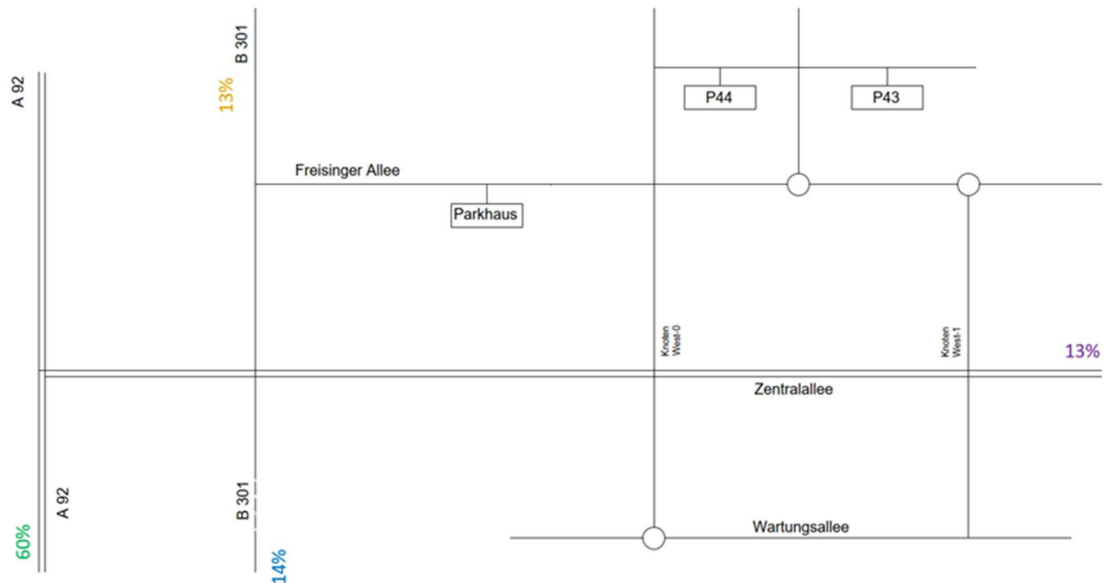 B 301
A 92
13%
P44
P43
Freisinger Allee
Parkhaus
Knoten
West-0
Knoten
West-1
13%
Zentralallee
A 92
B 301
Wartungsallee
60%
14%